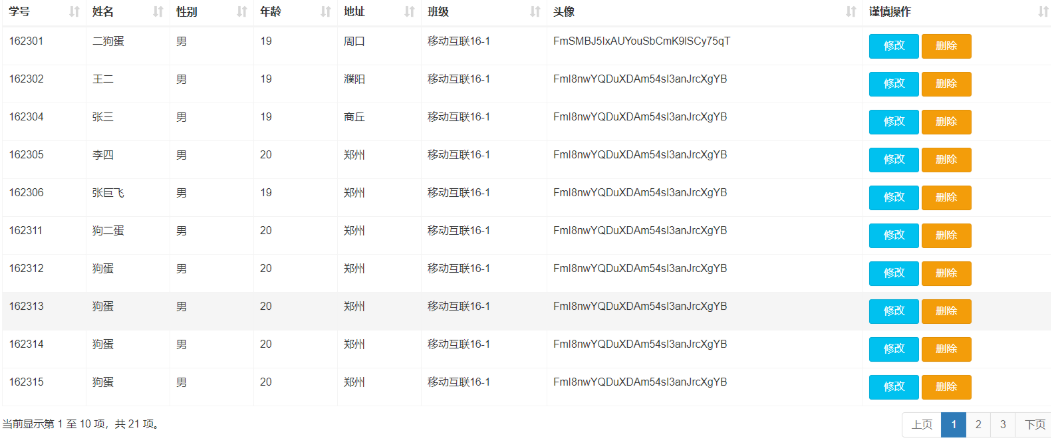 学号 姓名 性别 年龄 地址 班级 头像 谨慎操作
162301 二狗蛋 男 19 周口 移动互联16-1 FmSMBJ5IxAUYouSbCmK9lSCy75qT 修改 删除
162302 王二 男 19 濮阳 移动互联16-1 FmI8nwYQDuXDAm54sI3anJrcXgYB 修改 删除
162304 张三 男 19 商丘 移动互联16-1 FmI8nwYQDuXDAm54sI3anJrcXgYB 修改 删除
162305 李四 男 20 郑州 移动互联16-1 FmI8nwYQDuXDAm54sI3anJrcXgYB 修改 删除
162306 张巨飞 男 19 郑州 移动互联16-1 FmI8nwYQDuXDAm54sI3anJrcXgYB 修改 删除
162311 狗二蛋 男 20 郑州 移动互联16-1 FmI8nwYQDuXDAm54sI3anJrcXgYB 修改 删除
162312 狗蛋 男 20 郑州 移动互联16-1 FmI8nwYQDuXDAm54sI3anJrcXgYB 修改 删除
162313 狗蛋 男 20 郑州 移动互联16-1 FmI8nwYQDuXDAm54sI3anJrcXgYB 修改 删除
162314 狗蛋 男 20 郑州 移动互联16-1 FmI8nwYQDuXDAm54sI3anJrcXgYB 修改 删除
162315 狗蛋 男 20 郑州 移动互联16-1 FmI8nwYQDuXDAm54sI3anJrcXgYB 修改 删除
当前显示第 1 至 10 项，共 21 项。 上页 1 2 3 下页